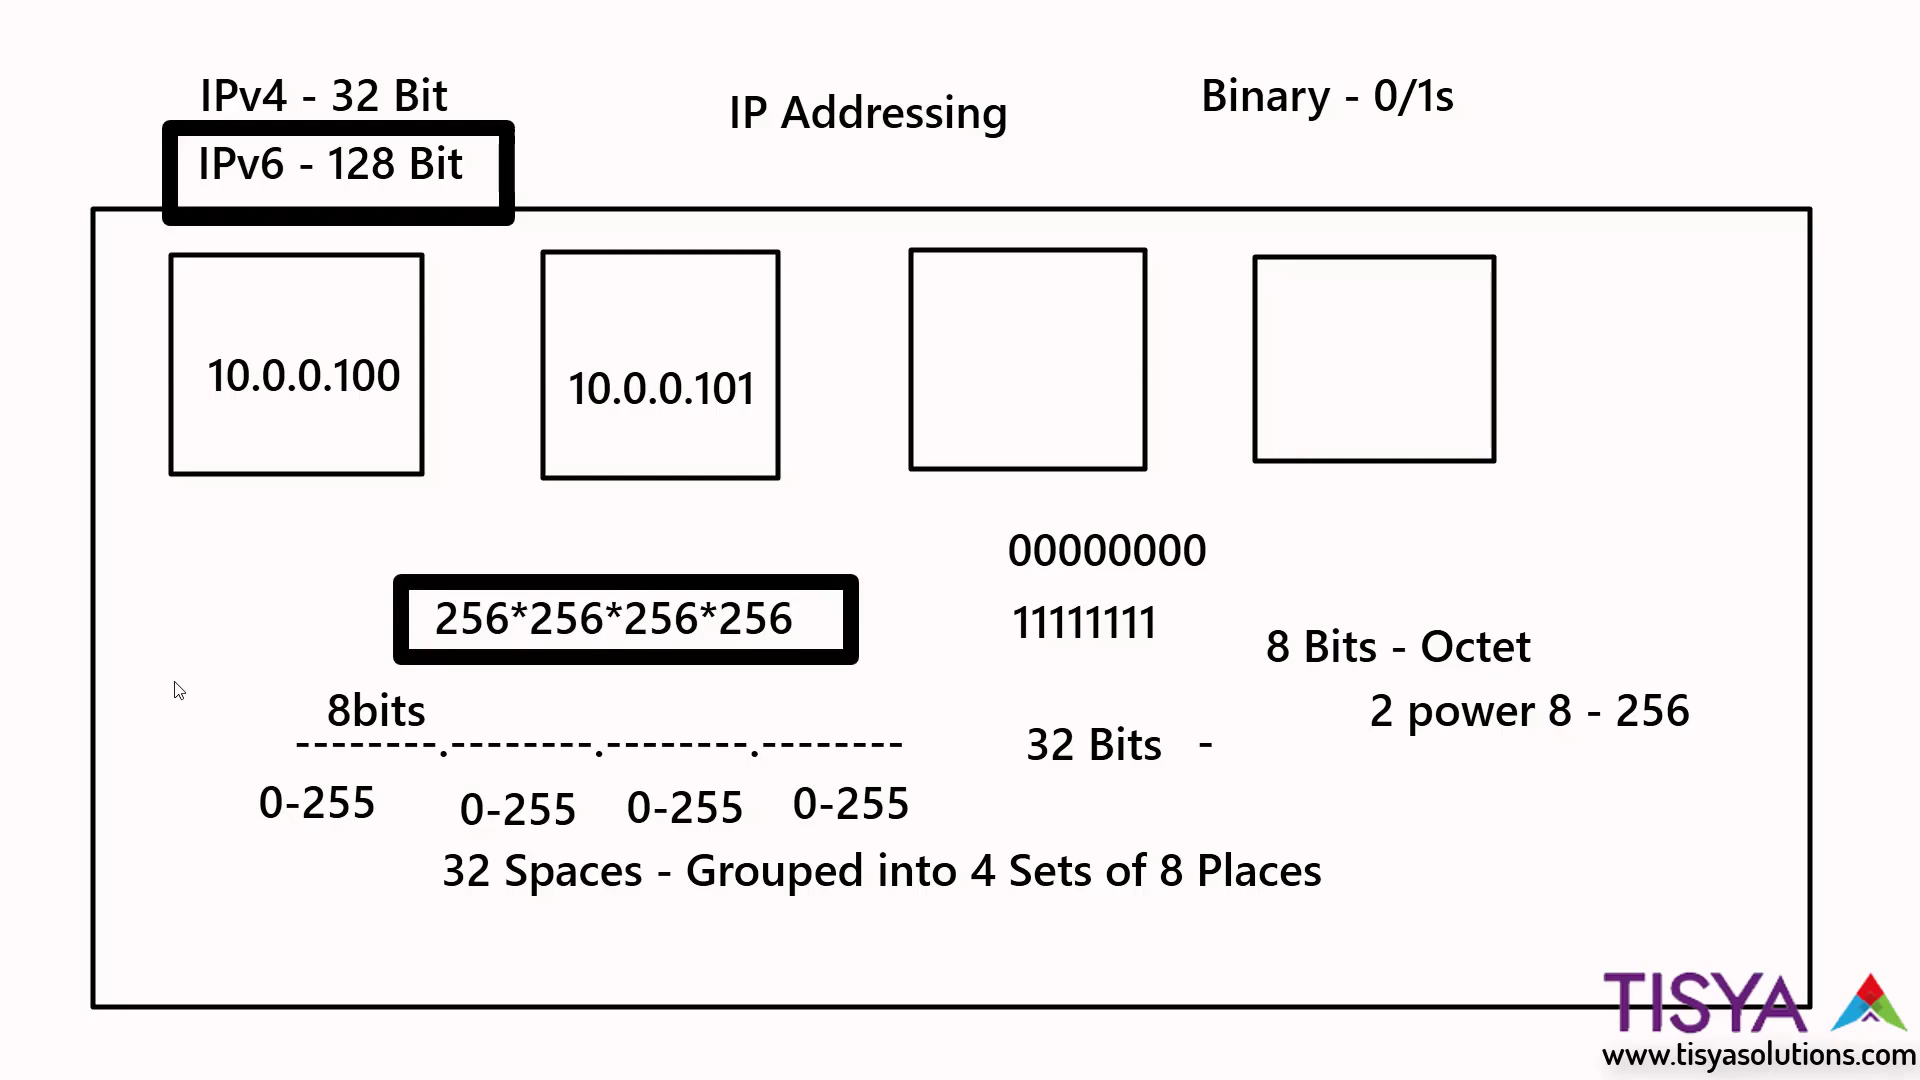 IPv4 - 32 Bit
IP Addressing
Binary - 0/1s
IPv6 - 128 Bit
10.0.0.100
10.0.0.101
00000000
256*256*256*256
11111111
8 Bits - Octet
8bits
2 power 8 - 256
--------.--------.--------.--------
32 Bits -
0-255
0-255
0-255
0-255
32 Spaces - Grouped into 4 Sets of 8 Places
TISYA
www.tisyasolutions.com